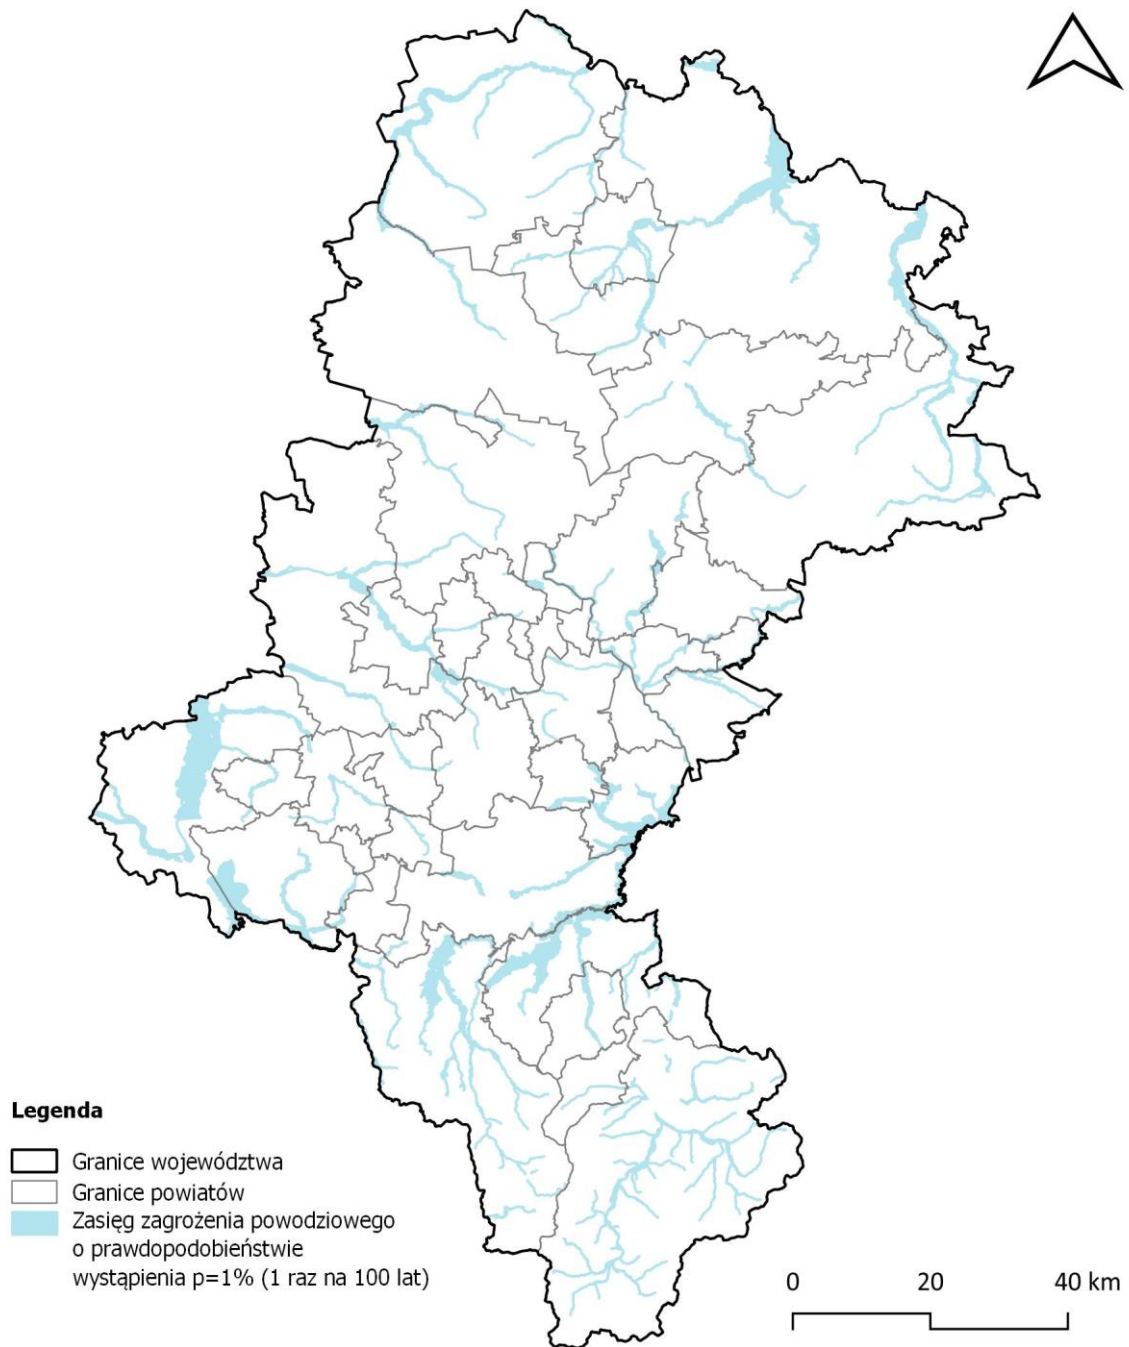 Legenda
Granice województwa
Granice powiatów
Zasięg zagrożenia powodziowego
o prawdopodobieństwie
wystąpienia p=1% (1 raz na 100 lat)
0 20 40 km